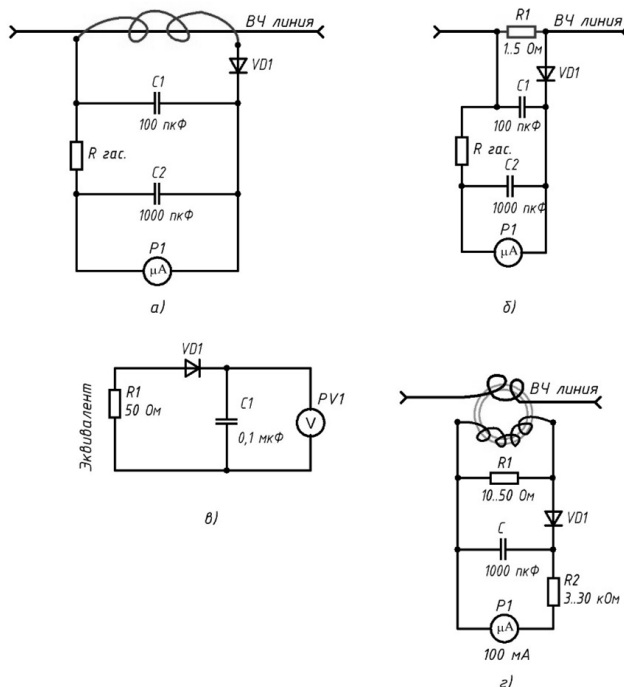 ВЧ линия
VD1
C1
100 пкФ
R гас.
C2
1000 пкФ
P1
μA
а)
R1
ВЧ линия
1..5 Ом
VD1
C1
100 пкФ
R гас.
C2
1000 пкФ
P1
μA
б)
VD1
Эквивалент
R1
50 Ом
C1
0,1 мкФ
PV1
V
в)
ВЧ линия
R1
10..50 Ом
VD1
C
1000 пкФ
R2
3..30 кОм
P1
μA
100 мА
г)